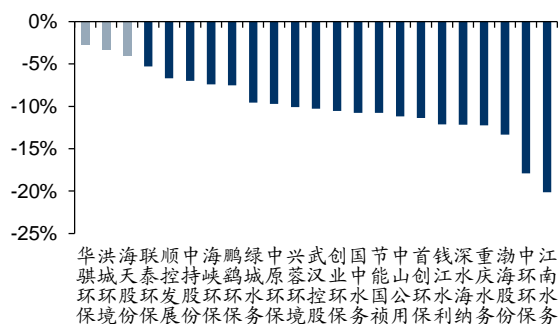 0%
-5%
-10%
-15%
-20%
-25%
华骐环保
洪城环境
海天股份
联泰环保
顺控发展
中持股份
海峡环保
鹏鹞环保
绿城水务
中原环保
兴蓉环境
武汉控股
创业环保
国中水务
节能国祯
中山公用
首创环保
钱江水利
深水海纳
重庆水务
渤海股份
中环环保
江南水务